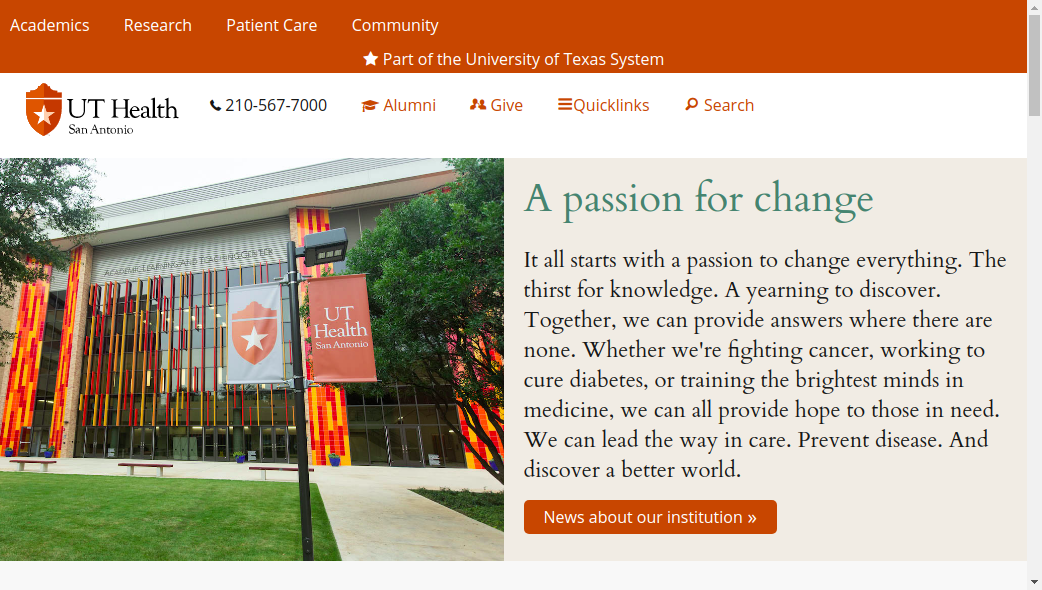 Academics Research Patient Care Community
Part of the University of Texas System
UT Health
San Antonio
210-567-7000 Alumni Give Quicklinks Search
ACADEMIC LEARNING AND TEACHING CENTER
UT
Health
San Antonio
A passion for change
It all starts with a passion to change everything. The
thirst for knowledge. A yearning to discover.
Together, we can provide answers where there are
none. Whether we're fighting cancer, working to
cure diabetes, or training the brightest minds in
medicine, we can all provide hope to those in need.
We can lead the way in care. Prevent disease. And
discover a better world.
News about our institution »